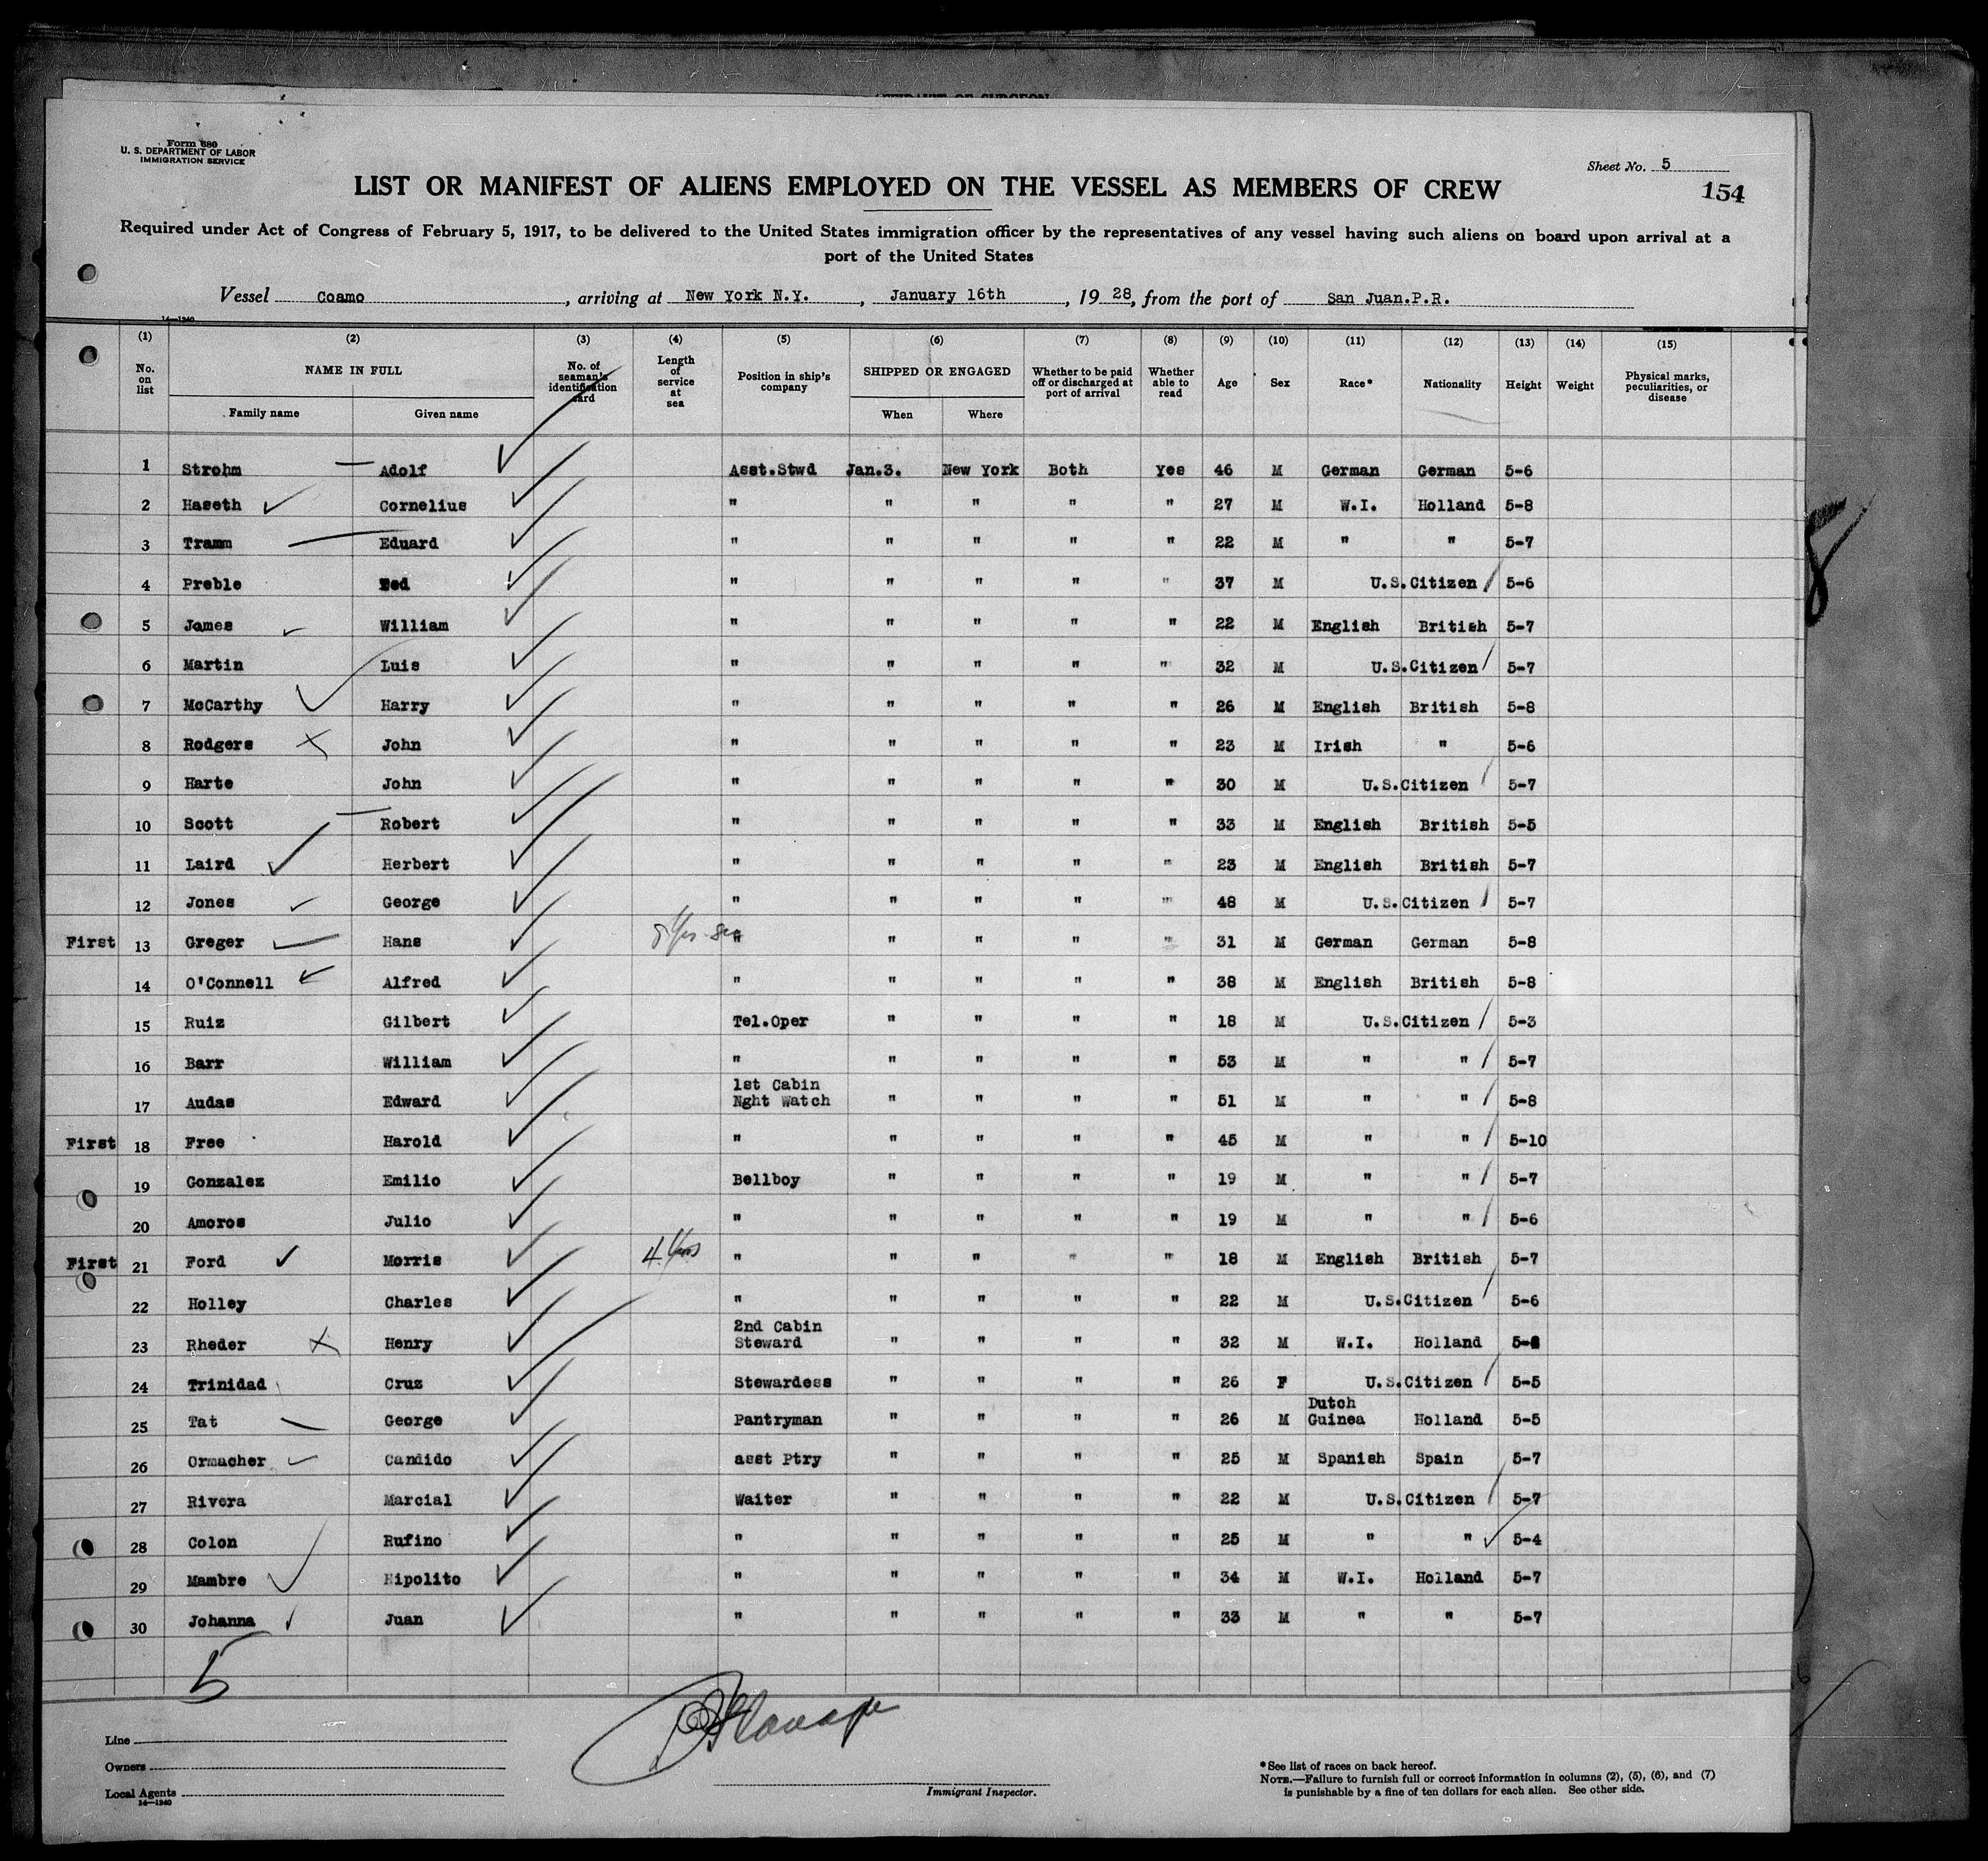 Form 680
U. S. DEPARTMENT OF LABOR
IMMIGRATION SERVICE
Sheet No. 5
154
LIST OR MANIFEST OF ALIENS EMPLOYED ON THE VESSEL AS MEMBERS OF CREW
Required under Act of Congress of February 5, 1917, to be delivered to the United States immigration officer by the representatives of any vessel having such aliens on board upon arrival at a
port of the United States
Vessel Coamo, arriving at New York N.Y., January 16th, 19 28, from the port of San Juan.P.R.
14—1340
(1) (2) (3) (4) (5) (6) (7) (8) (9) (10) (11) (12) (13) (14) (15)
No. on list NAME IN FULL Family name Given name No. of seaman's identification card Length of service at sea Position in ship's company SHIPPED OR ENGAGED When Where Whether to be paid off or discharged at port of arrival Whether able to read Age Sex Race* Nationality Height Weight Physical marks, peculiarities, or disease
1 Strohm Adolf Asst.Stwd Jan.3. New York Both Yes 46 M German German 5-6
2 Haseth Cornelius " " " " " 27 M W.I. Holland 5-8
3 Tramm Eduard " " " " " 22 M " " 5-7
4 Preble Ted " " " " " 37 M U.S.Citizen 5-6
5 James William " " " " " 22 M English British 5-7
6 Martin Luis " " " " " 32 M U.S.Citizen 5-7
7 McCarthy Harry " " " " " 26 M English British 5-8
8 Rodgers John " " " " " 23 M Irish " 5-6
9 Harte John " " " " " 30 M U.S.Citizen 5-7
10 Scott Robert " " " " " 33 M English British 5-5
11 Laird Herbert " " " " " 23 M English British 5-7
12 Jones George " " " " " 48 M U.S.Citizen 5-7
First 13 Greger Hans 8 yrs sea " " " " " 31 M German German 5-8
14 O'Connell Alfred " " " " " 38 M English British 5-8
15 Ruiz Gilbert Tel.Oper " " " " 18 M U.S.Citizen 5-3
16 Barr William " " " " " 53 M " " 5-7
17 Audas Edward 1st Cabin Nght Watch " " " " 51 M " " 5-8
First 18 Free Harold " " " " " 45 M " " 5-10
19 Gonzalez Emilio Bellboy " " " " 19 M " " 5-7
20 Amoros Julio " " " " " 19 M " " 5-6
First 21 Ford Morris 4 yrs " " " " " 18 M English British 5-7
22 Holley Charles " " " " " 22 M U.S.Citizen 5-6
23 Rheder Henry 2nd Cabin Steward " " " " 32 M W.I. Holland
24 Trinidad Cruz Stewardess " " " " 26 F U.S.Citizen 5-5
25 Tat George Pantryman " " " " 26 M Dutch Guinea Holland 5-5
26 Ormacher Candido asst Ptry " " " " 25 M Spanish Spain 5-7
27 Rivera Marcial Waiter " " " " 22 M U.S.Citizen 5-7
28 Colon Rufino " " " " " 25 M " " 5-4
29 Mambre Hipolito " " " " " 34 M W.I. Holland 5-7
30 Johanna Juan " " " " " 33 M " " 5-7
5
8
Line
Owners
Local Agents
14—1340
Immigrant Inspector.
*See list of races on back hereof.
NOTE.—Failure to furnish full or correct information in columns (2), (5), (6), and (7)
is punishable by a fine of ten dollars for each alien. See other side.